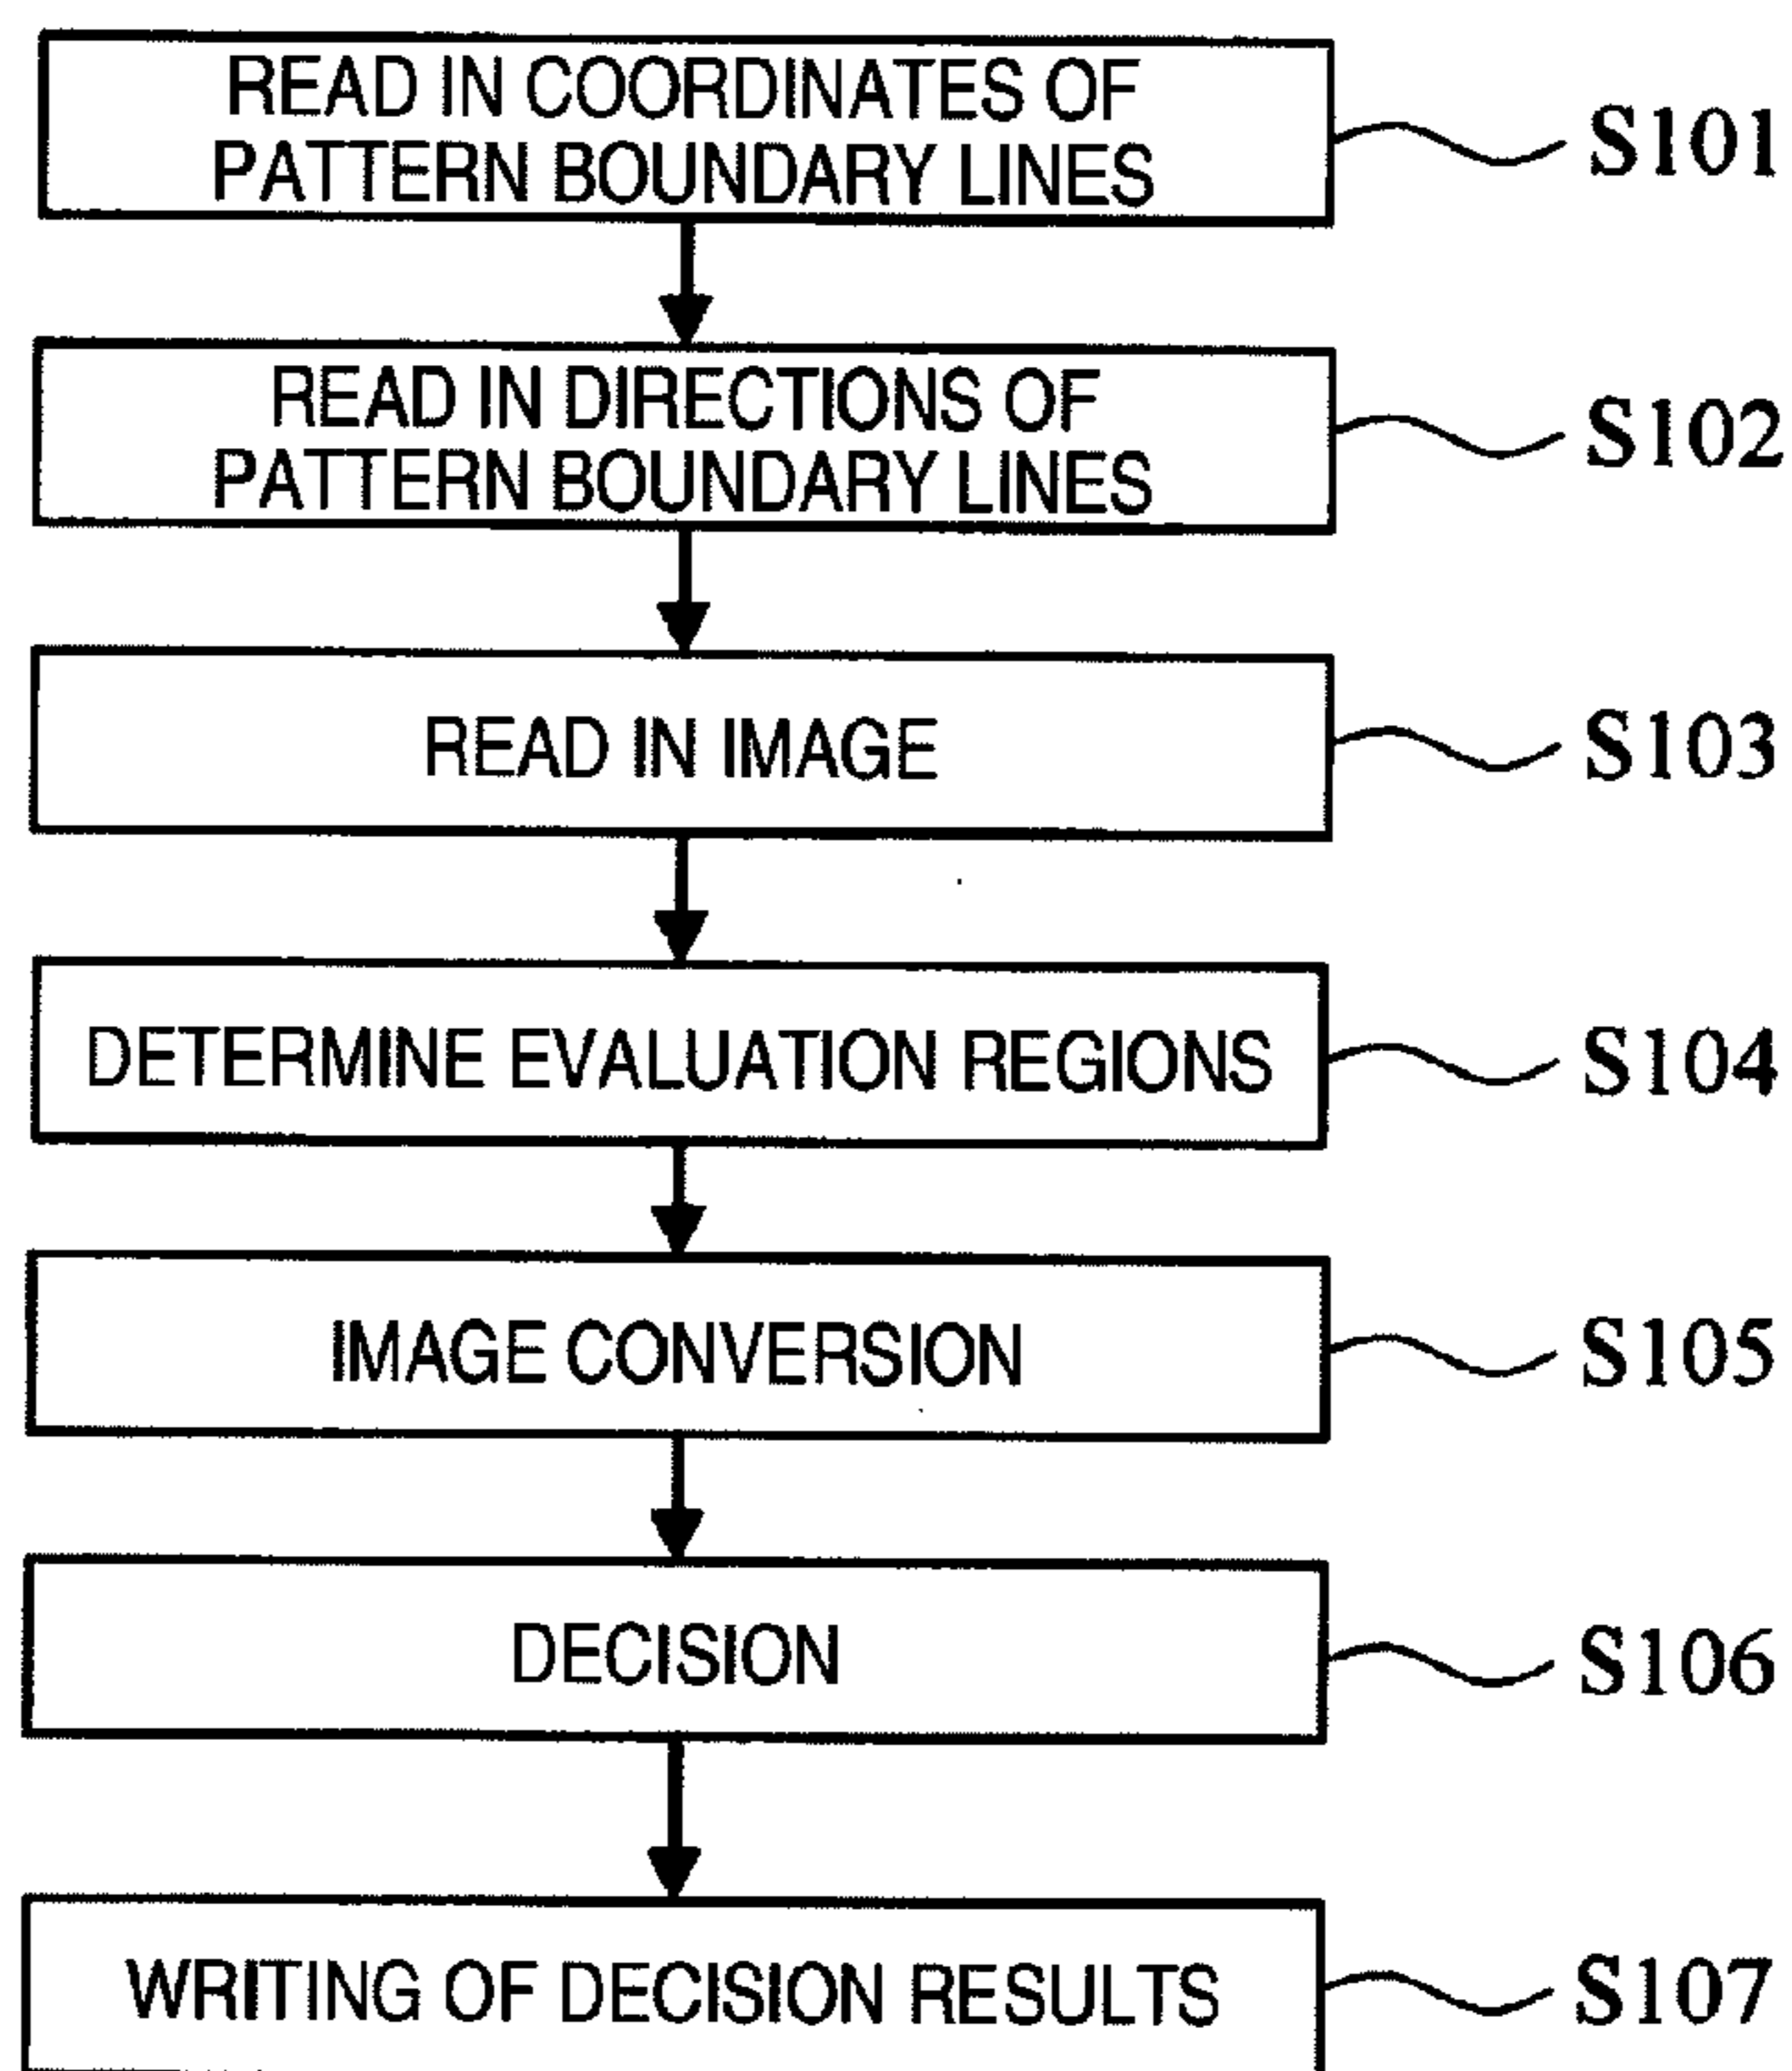 READ IN COORDINATES OF
PATTERN BOUNDARY LINES
S101
READ IN DIRECTIONS OF
PATTERN BOUNDARY LINES
S102
READ IN IMAGE
S103
DETERMINE EVALUATION REGIONS
S104
IMAGE CONVERSION
S105
DECISION
S106
WRITING OF DECISION RESULTS
S107